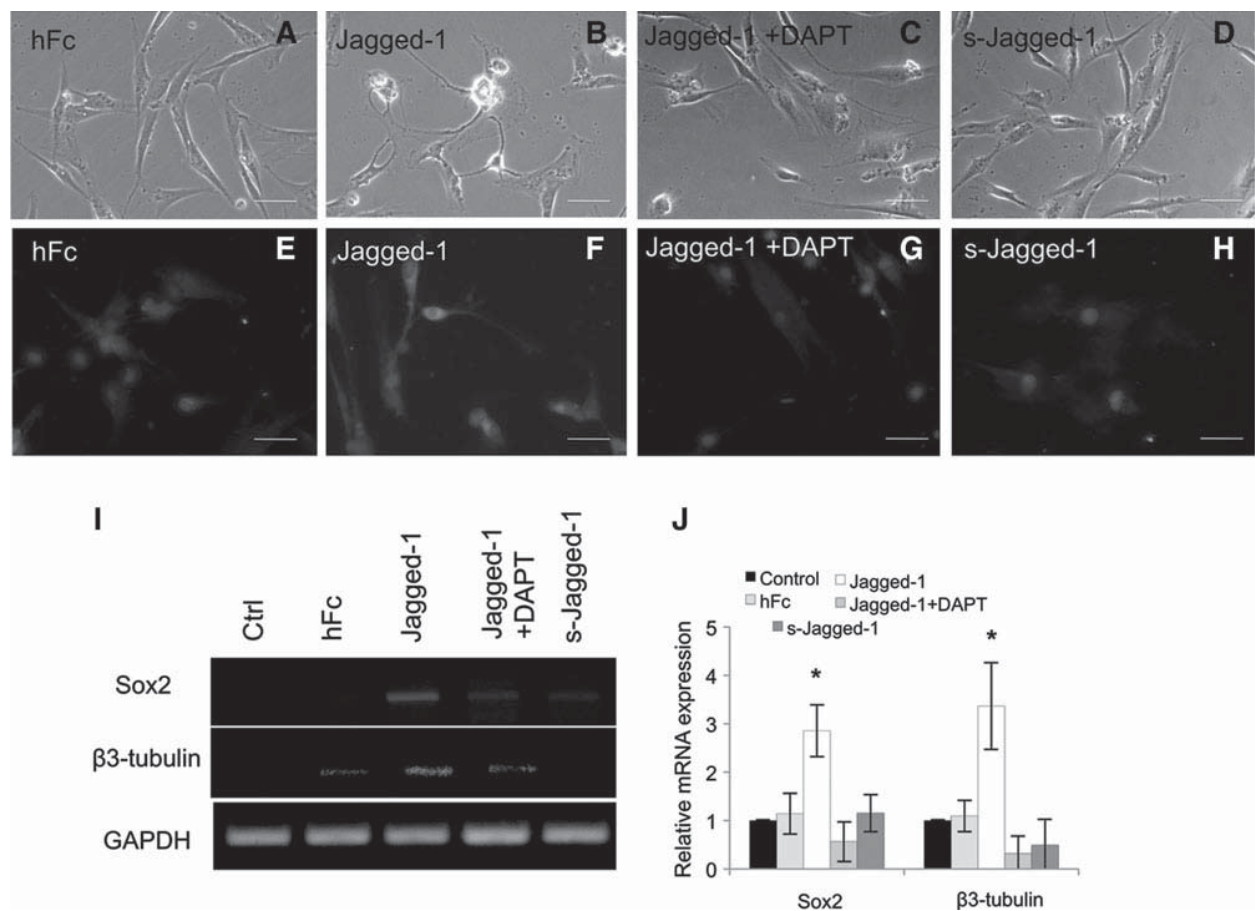 hFc A
Jagged-1 B
Jagged-1 +DAPT C
s-Jagged-1 D
hFc E
Jagged-1 F
Jagged-1 +DAPT G
s-Jagged-1 H
I
Ctrl
hFc
Jagged-1
Jagged-1
+DAPT
s-Jagged-1
Sox2
β3-tubulin
GAPDH
J
Control
Jagged-1
hFc
Jagged-1+DAPT
s-Jagged-1
Relative mRNA expression
5
4
3
2
1
0
*
*
Sox2
β3-tubulin